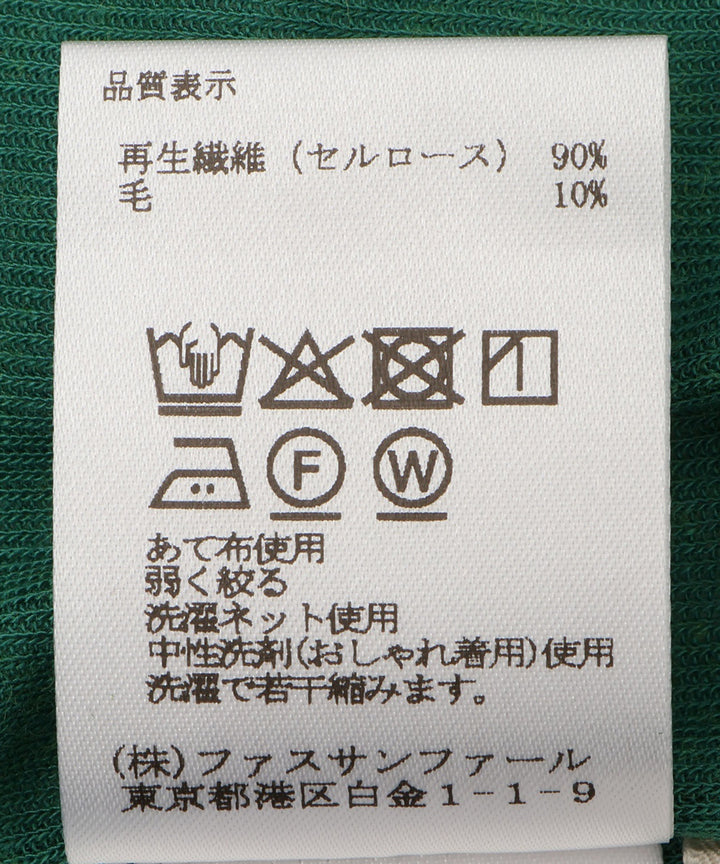 品質表示
再生繊維（セルロース） 90%
毛 10%
F W
あて布使用
弱く絞る
洗濯ネット使用
中性洗剤(おしゃれ着用)使用
洗濯で若干縮みます。
(株)ファスサンファール
東京都港区白金1-1-9